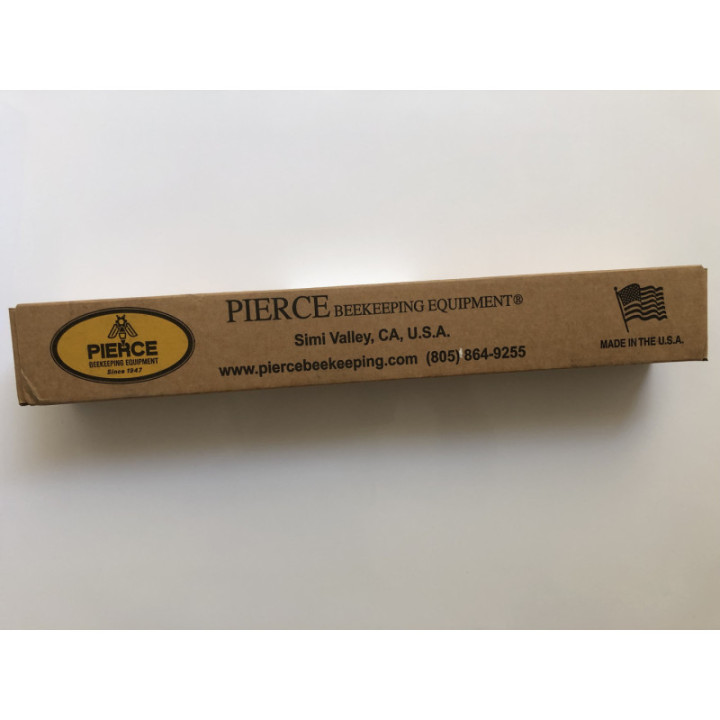 PIERCE
BEEKEEPING EQUIPMENT
Since 1947
PIERCE BEEKEEPING EQUIPMENT®
Simi Valley, CA, U.S.A.
www.piercebeekeeping.com (805) 864-9255
MADE IN THE U.S.A.